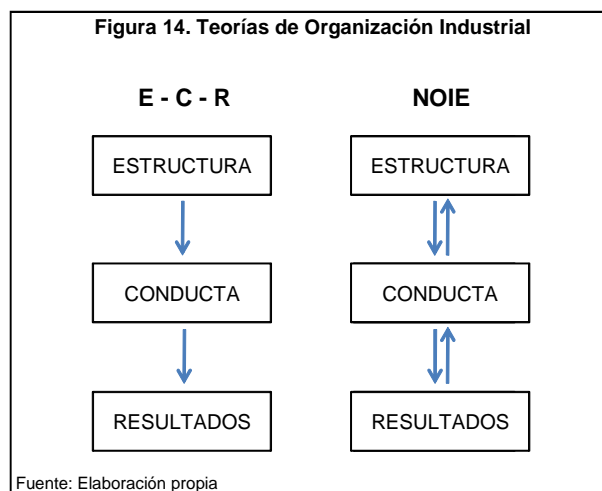 Figura 14. Teorías de Organización Industrial
E - C - R
NOIE
ESTRUCTURA
ESTRUCTURA
CONDUCTA
CONDUCTA
RESULTADOS
RESULTADOS
Fuente: Elaboración propia